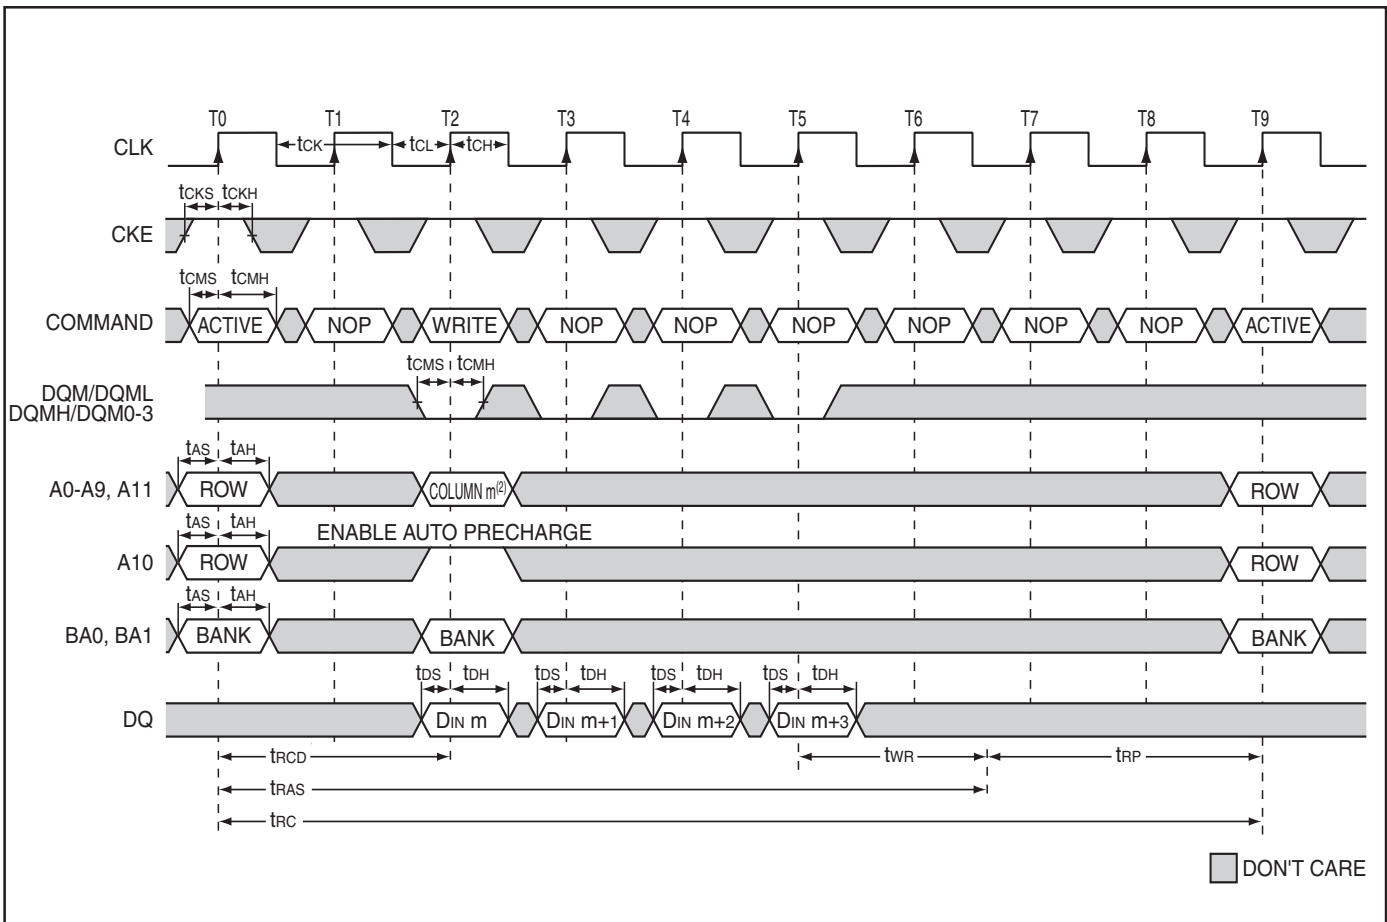 T0 T1 T2 T3 T4 T5 T6 T7 T8 T9
CLK
tCK tCL tCH
tCKS tCKH
CKE
tCMS tCMH
COMMAND ACTIVE NOP WRITE NOP NOP NOP NOP NOP NOP ACTIVE
tCMS tCMH
DQM/DQML
DQMH/DQM0-3
tAS tAH
A0-A9, A11 ROW COLUMN m(2) ROW
tAS tAH
ENABLE AUTO PRECHARGE
A10 ROW ROW
tAS tAH
BA0, BA1 BANK BANK BANK
tDS tDH tDS tDH tDS tDH tDS tDH
DQ DIN m DIN m+1 DIN m+2 DIN m+3
tRCD tWR tRP
tRAS
tRC
DON'T CARE